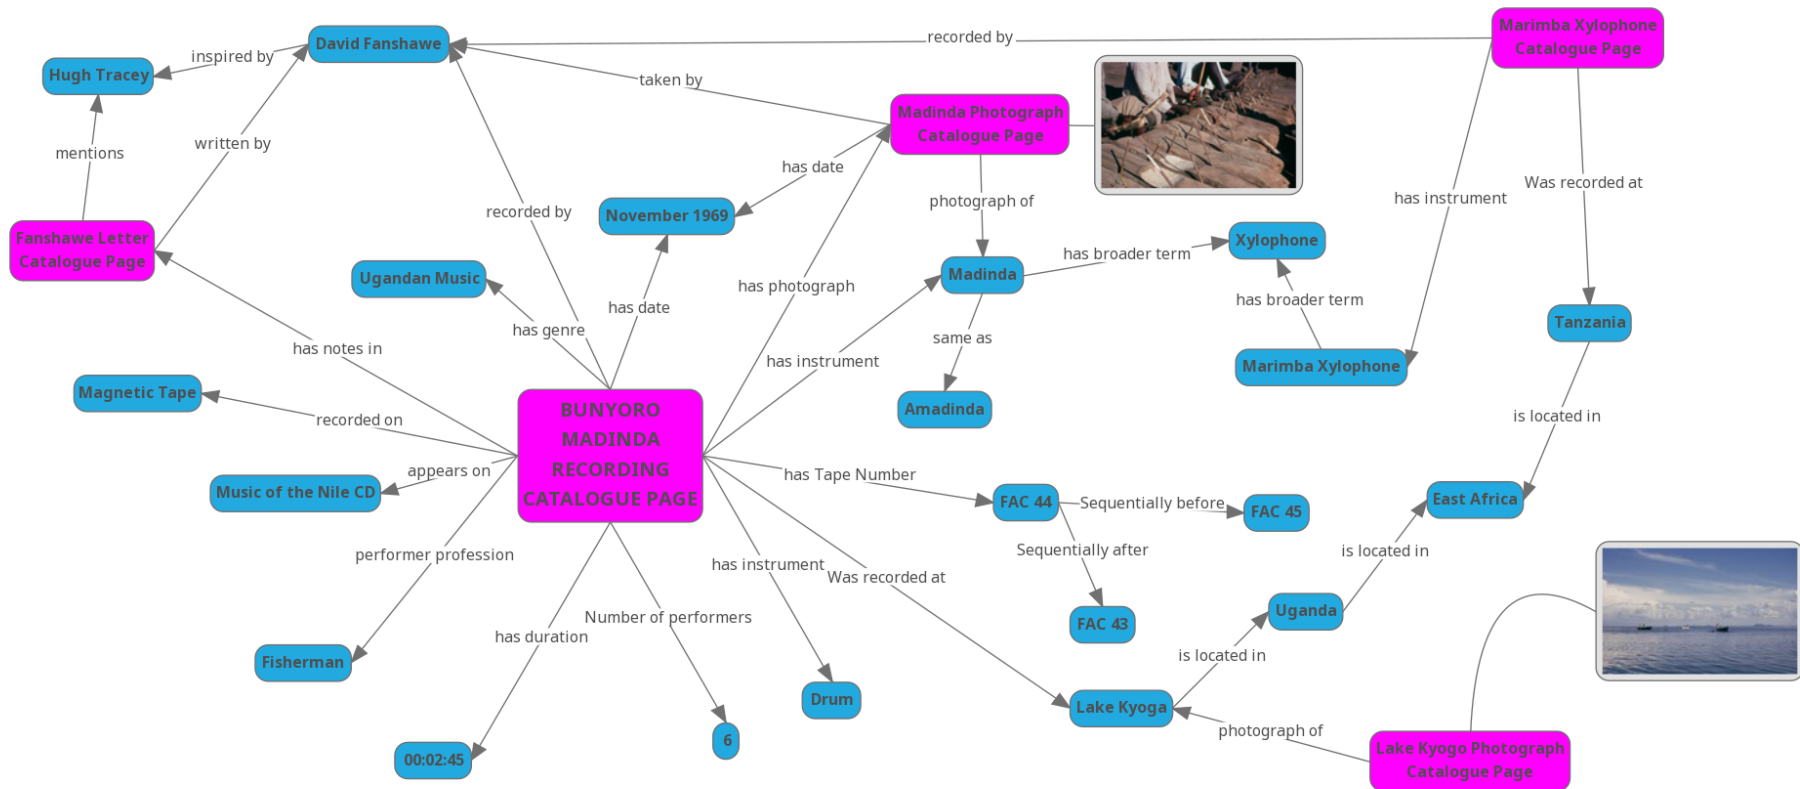 Marimba Xylophone
Catalogue Page
David Fanshawe
recorded by
inspired by
Hugh Tracey
taken by
Madinda Photograph
Catalogue Page
written by
mentions
has date
Was recorded at
has instrument
photograph of
recorded by
November 1969
Fanshawe Letter
Catalogue Page
Xylophone
has broader term
Madinda
Ugandan Music
has photograph
has date
has broader term
has genre
Tanzania
same as
has notes in
has instrument
Marimba Xylophone
Magnetic Tape
Amadinda
recorded on
is located in
BUNYORO
MADINDA
RECORDING
CATALOGUE PAGE
appears on
has Tape Number
Music of the Nile CD
FAC 44
Sequentially before
FAC 45
East Africa
performer profession
Sequentially after
is located in
has instrument
Was recorded at
Number of performers
Uganda
FAC 43
has duration
is located in
Fisherman
Drum
Lake Kyoga
photograph of
6
00:02:45
Lake Kyogo Photograph
Catalogue Page